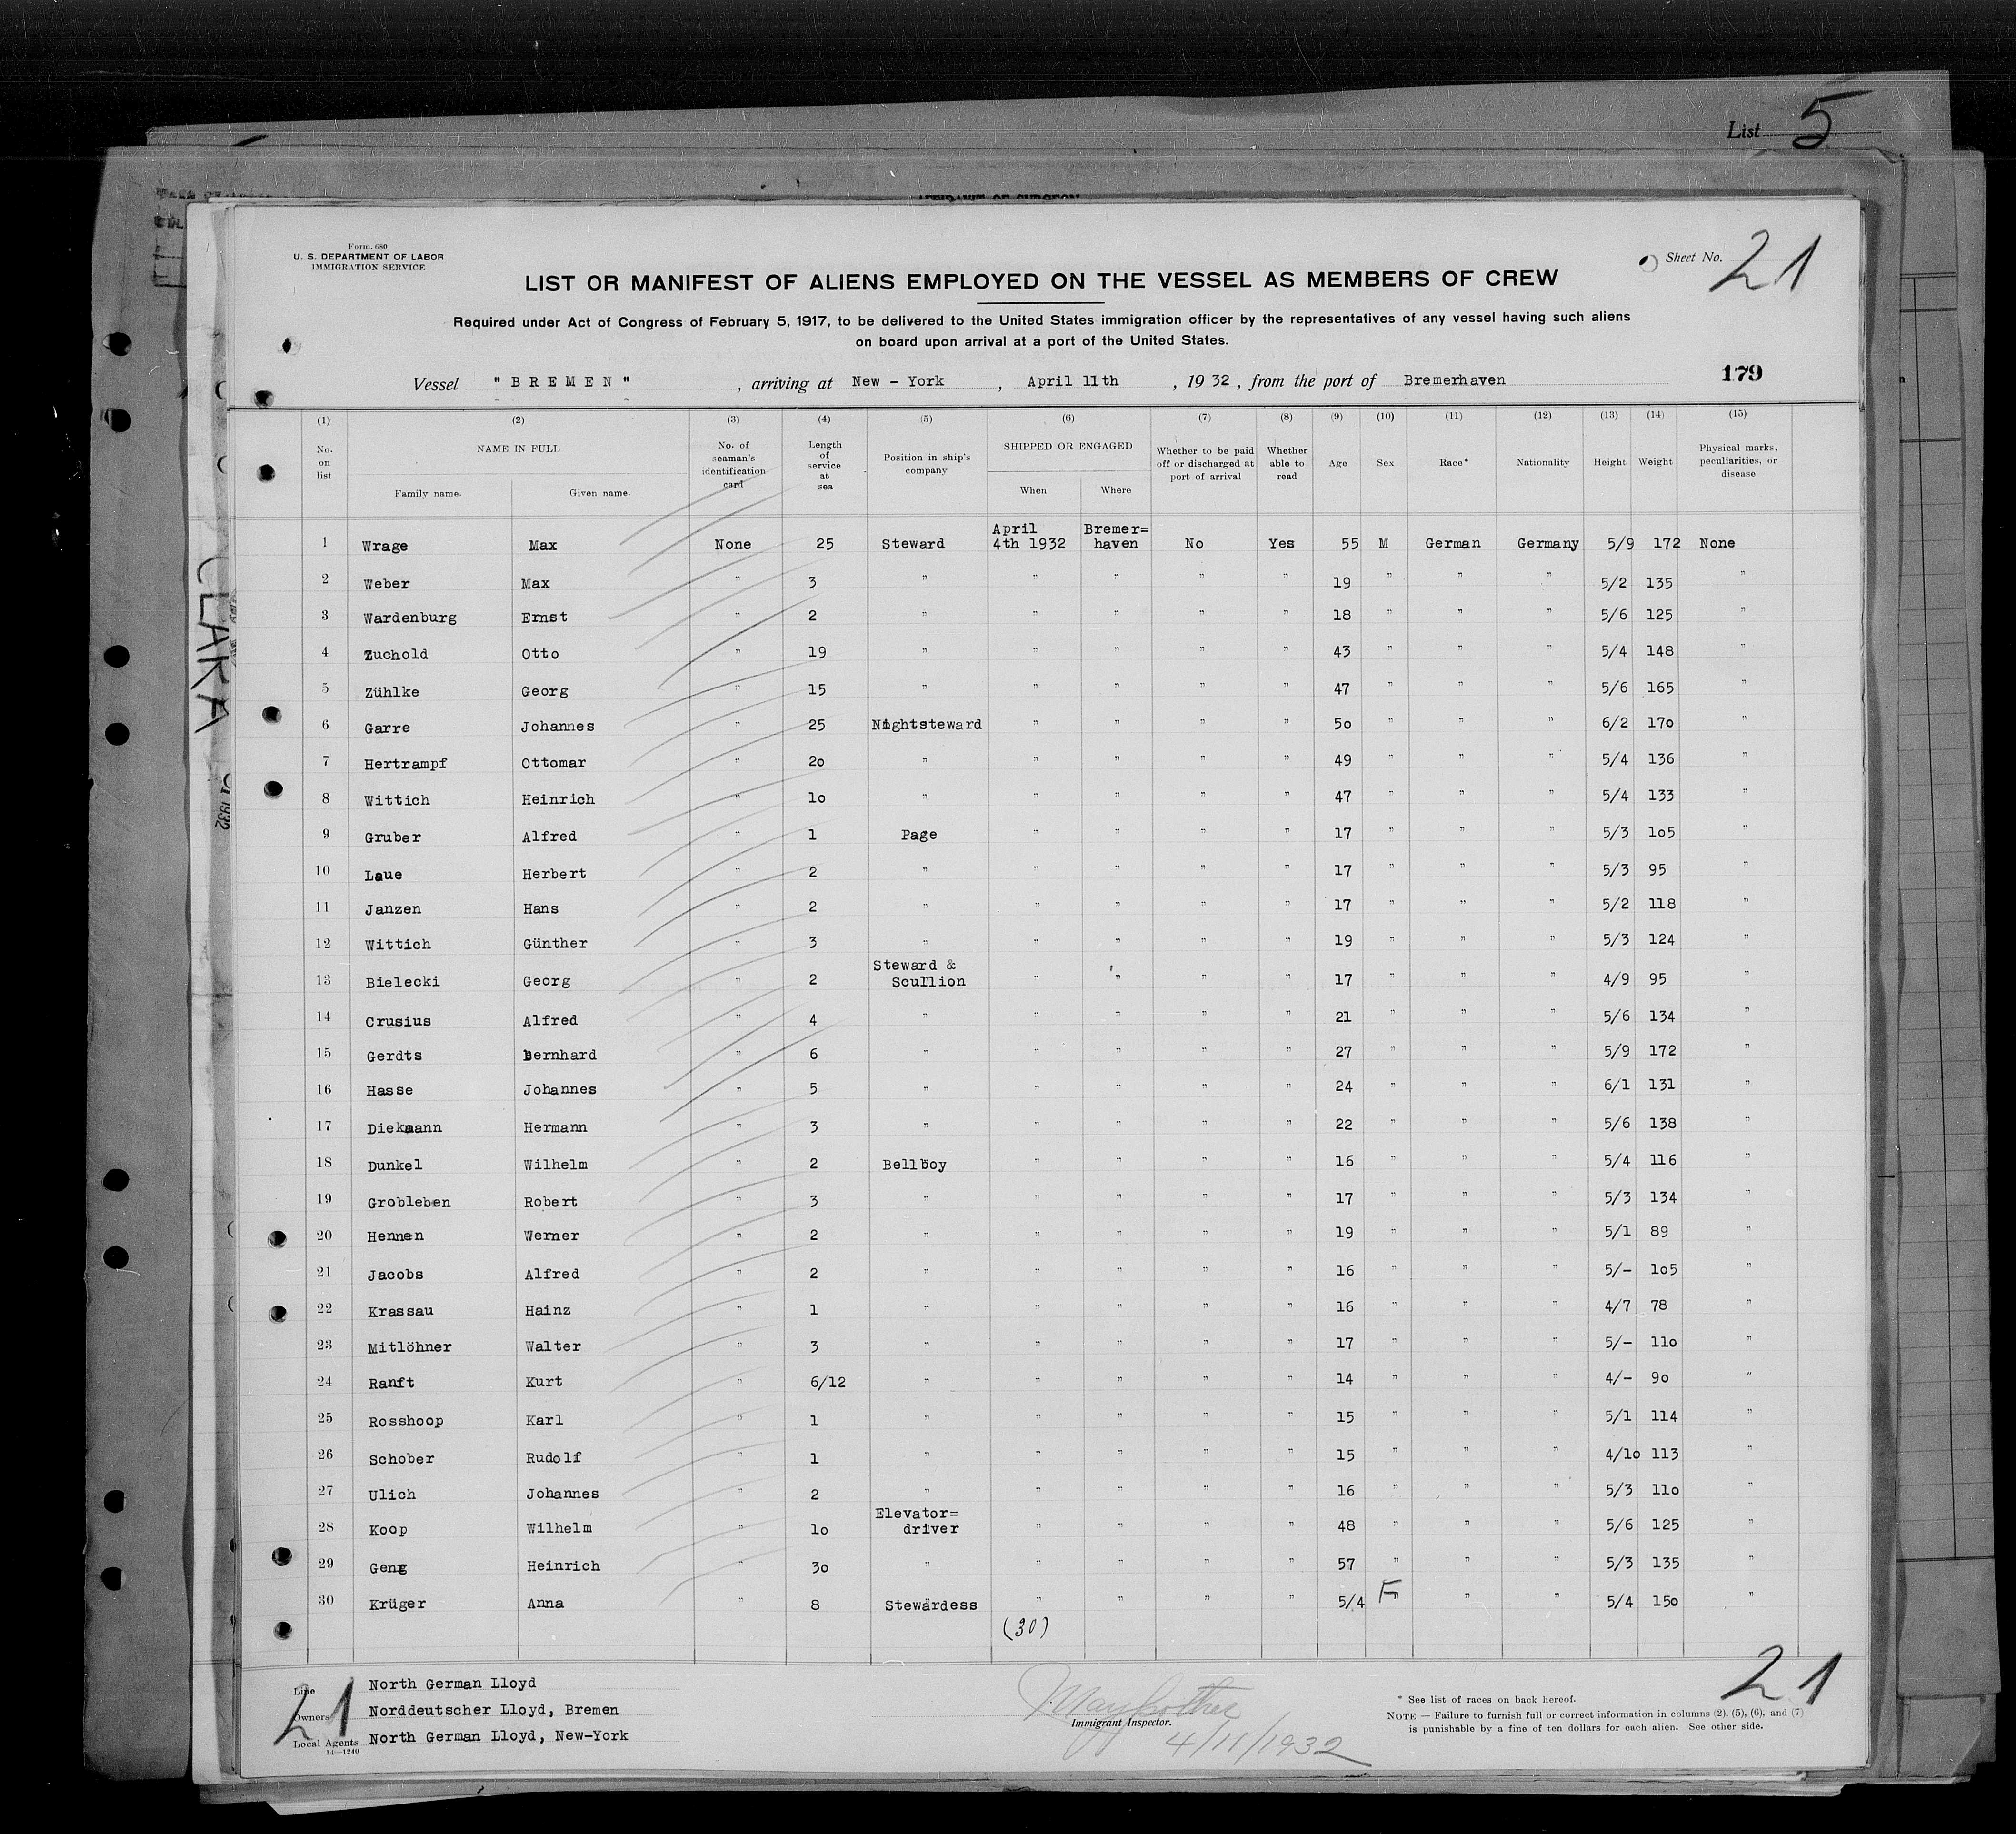 List 5
AFFIDAVIT OF SURGEON
Form 680
U. S. DEPARTMENT OF LABOR
IMMIGRATION SERVICE
Sheet No. 21
LIST OR MANIFEST OF ALIENS EMPLOYED ON THE VESSEL AS MEMBERS OF CREW
Required under Act of Congress of February 5, 1917, to be delivered to the United States immigration officer by the representatives of any vessel having such aliens
on board upon arrival at a port of the United States.
Vessel "BREMEN", arriving at New - York, April 11th, 1932, from the port of Bremerhaven 179
(1) (2) (3) (4) (5) (6) (7) (8) (9) (10) (11) (12) (13) (14) (15)
No. on list NAME IN FULL Family name. Given name. No. of seaman's identification card Length of service at sea Position in ship's company SHIPPED OR ENGAGED When Where Whether to be paid off or discharged at port of arrival Whether able to read Age Sex Race* Nationality Height Weight Physical marks, peculiarities, or disease
1 Wrage Max None 25 Steward April 4th 1932 Bremer=haven No Yes 55 M German Germany 5/9 172 None
2 Weber Max " 3 " " " " " 19 " " " 5/2 135 "
3 Wardenburg Ernst " 2 " " " " " 18 " " " 5/6 125 "
4 Zuchold Otto " 19 " " " " " 43 " " " 5/4 148 "
5 Zühlke Georg " 15 " " " " " 47 " " " 5/6 165 "
6 Garre Johannes " 25 Nightsteward " " " " 5o " " " 6/2 17o "
7 Hertrampf Ottomar " 2o " " " " " 49 " " " 5/4 136 "
8 Wittich Heinrich " 1o " " " " " 47 " " " 5/4 133 "
9 Gruber Alfred " 1 Page " " " " 17 " " " 5/3 1o5 "
10 Laue Herbert " 2 " " " " " 17 " " " 5/3 95 "
11 Janzen Hans " 2 " " " " " 17 " " " 5/2 118 "
12 Wittich Günther " 3 " " " " " 19 " " " 5/3 124 "
13 Bielecki Georg " 2 Steward & Scullion " " " " 17 " " " 4/9 95 "
14 Crusius Alfred " 4 " " " " " 21 " " " 5/6 134 "
15 Gerdts Bernhard " 6 " " " " " 27 " " " 5/9 172 "
16 Hasse Johannes " 5 " " " " " 24 " " " 6/1 131 "
17 Diekmann Hermann " 3 " " " " " 22 " " " 5/6 138 "
18 Dunkel Wilhelm " 2 Bellboy " " " " 16 " " " 5/4 116 "
19 Grobleben Robert " 3 " " " " " 17 " " " 5/3 134 "
20 Hennen Werner " 2 " " " " " 19 " " " 5/1 89 "
21 Jacobs Alfred " 2 " " " " " 16 " " " 5/- 1o5 "
22 Krassau Hainz " 1 " " " " " 16 " " " 4/7 78 "
23 Mitlöhner Walter " 3 " " " " " 17 " " " 5/- 11o "
24 Ranft Kurt " 6/12 " " " " " 14 " " " 4/- 9o "
25 Rosshoop Karl " 1 " " " " " 15 " " " 5/1 114 "
26 Schober Rudolf " 1 " " " " " 15 " " " 4/1o 113 "
27 Ulich Johannes " 2 " " " " " 16 " " " 5/3 11o "
28 Koop Wilhelm " 1o Elevator=driver " " " " 48 " " " 5/6 125 "
29 Geng Heinrich " 3o " " " " " 57 " " " 5/3 135 "
30 Krüger Anna " 8 Stewardess " " " " 5/4 F " " 5/4 15o "
(30)
Line North German Lloyd
Owners Norddeutscher Lloyd, Bremen
Local Agents North German Lloyd, New-York
14—1240
21
Immigrant Inspector.
4/11/1932
* See list of races on back hereof.
NOTE — Failure to furnish full or correct information in columns (2), (5), (6), and (7)
is punishable by a fine of ten dollars for each alien. See other side.
21